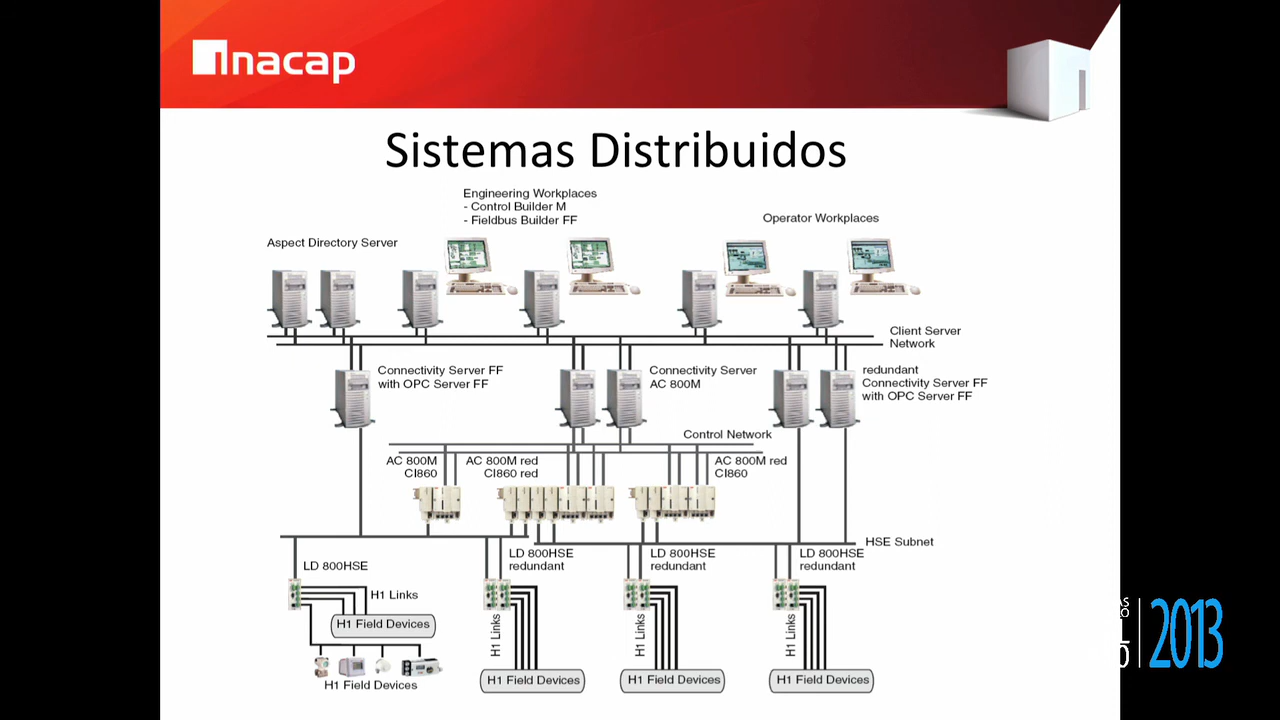 inacap
Sistemas Distribuidos
Engineering Workplaces
- Control Builder M
- Fieldbus Builder FF
Operator Workplaces
Aspect Directory Server
Client Server
Network
Connectivity Server FF
with OPC Server FF
Connectivity Server
AC 800M
redundant
Connectivity Server FF
with OPC Server FF
Control Network
AC 800M
CI860
AC 800M red
CI860 red
AC 800M red
CI860
HSE Subnet
LD 800HSE
LD 800HSE
redundant
LD 800HSE
redundant
LD 800HSE
redundant
H1 Links
H1 Field Devices
H1 Links
H1 Links
H1 Links
H1 Field Devices
H1 Field Devices
H1 Field Devices
H1 Field Devices
2013